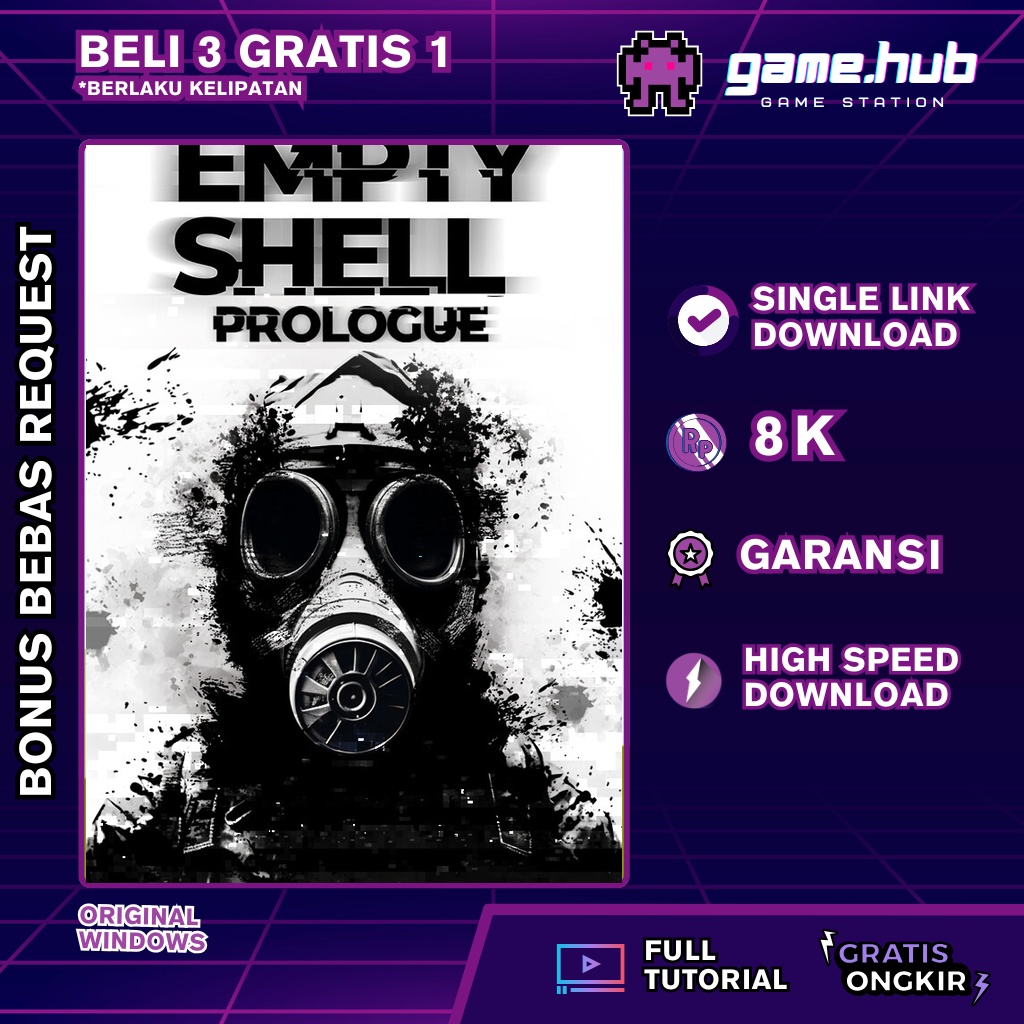 BELI 3 GRATIS 1
*BERLAKU KELIPATAN
game.hub
GAME STATION
BONUS BEBAS REQUEST
EMPTY
SHELL
PROLOGUE
SINGLE LINK
DOWNLOAD
Rp
8K
GARANSI
HIGH SPEED
DOWNLOAD
ORIGINAL
WINDOWS
FULL
TUTORIAL
GRATIS
ONGKIR